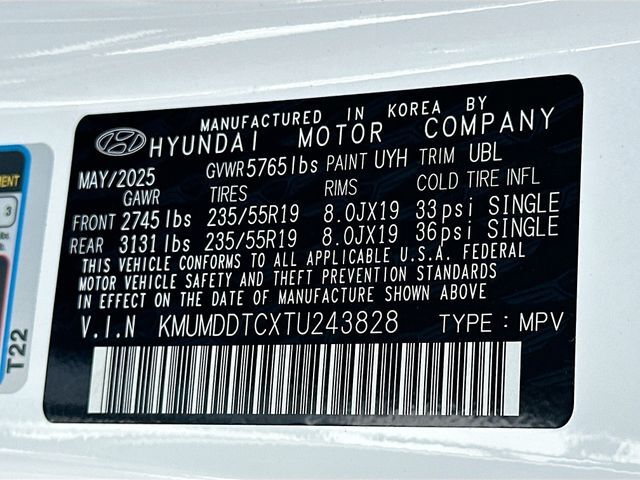 MANUFACTURED IN KOREA BY
HYUNDAI MOTOR COMPANY
MAY/2025 GVWR 5765 lbs PAINT UYH TRIM UBL
GAWR TIRES RIMS COLD TIRE INFL
FRONT 2745 lbs 235/55R19 8.0JX19 33psi SINGLE
REAR 3131 lbs 235/55R19 8.0JX19 36psi SINGLE
THIS VEHICLE CONFORMS TO ALL APPLICABLE U.S.A. FEDERAL
MOTOR VEHICLE SAFETY AND THEFT PREVENTION STANDARDS
IN EFFECT ON THE DATE OF MANUFACTURE SHOWN ABOVE
V.I.N KMUMDDTCXTU243828 TYPE : MPV
3
T22